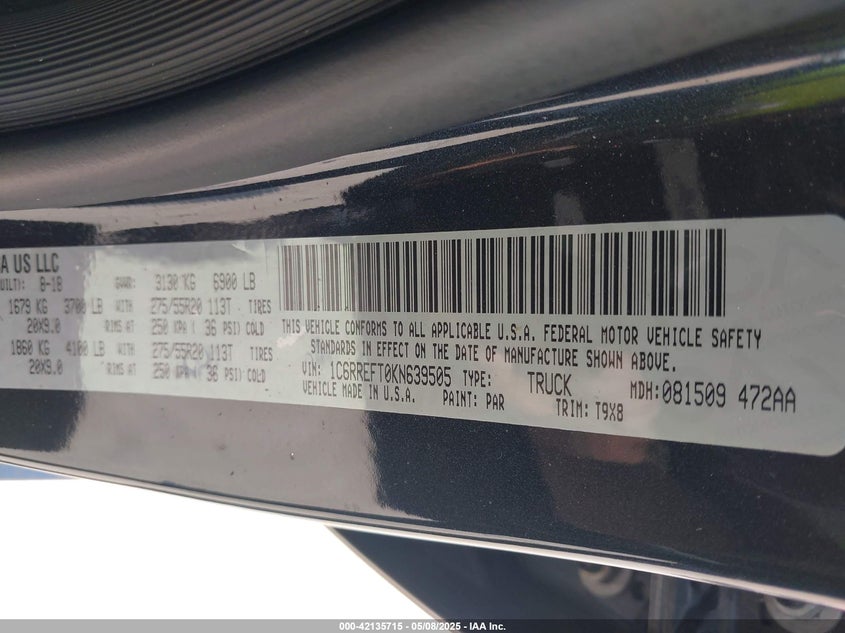 A US LLC
UILT): 8-18 GVWR: 3130 KG 6900 LB
1679 KG 3700 LB WITH 275/55R20 113T TIRES
20X9.0 RIMS AT 250 KPA ( 36 PSI) COLD
1860 KG 4100 LB WITH 275/55R20 113T TIRES
20X9.0 RIMS AT 250 KPA ( 36 PSI) COLD
THIS VEHICLE CONFORMS TO ALL APPLICABLE U.S.A. FEDERAL MOTOR VEHICLE SAFETY
STANDARDS IN EFFECT ON THE DATE OF MANUFACTURE SHOWN ABOVE.
VIN: 1C6RREFT0KN639505 TYPE: TRUCK MDH:081509 472AA
VEHICLE MADE IN U.S.A. PAINT: PAR TRIM: T9X8
000-42135715 - 05/08/2025 - IAA Inc.